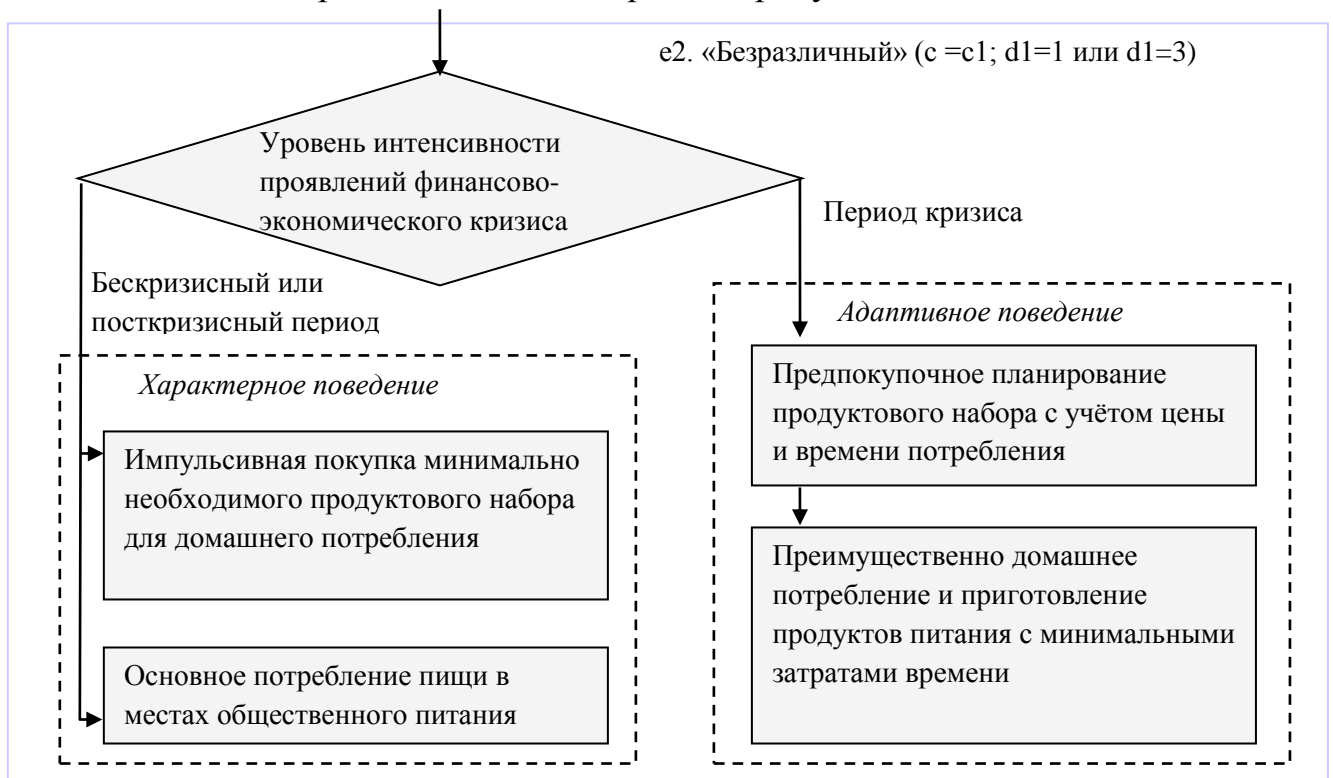 е2. «Безразличный» (с =с1; d1=1 или d1=3)
Уровень интенсивности
проявлений финансово-
экономического кризиса
Период кризиса
Бескризисный или
посткризисный период
Характерное поведение
Импульсивная покупка минимально
необходимого продуктового набора
для домашнего потребления
Основное потребление пищи в
местах общественного питания
Адаптивное поведение
Предпокупочное планирование
продуктового набора с учётом цены
и времени потребления
Преимущественно домашнее
потребление и приготовление
продуктов питания с минимальными
затратами времени